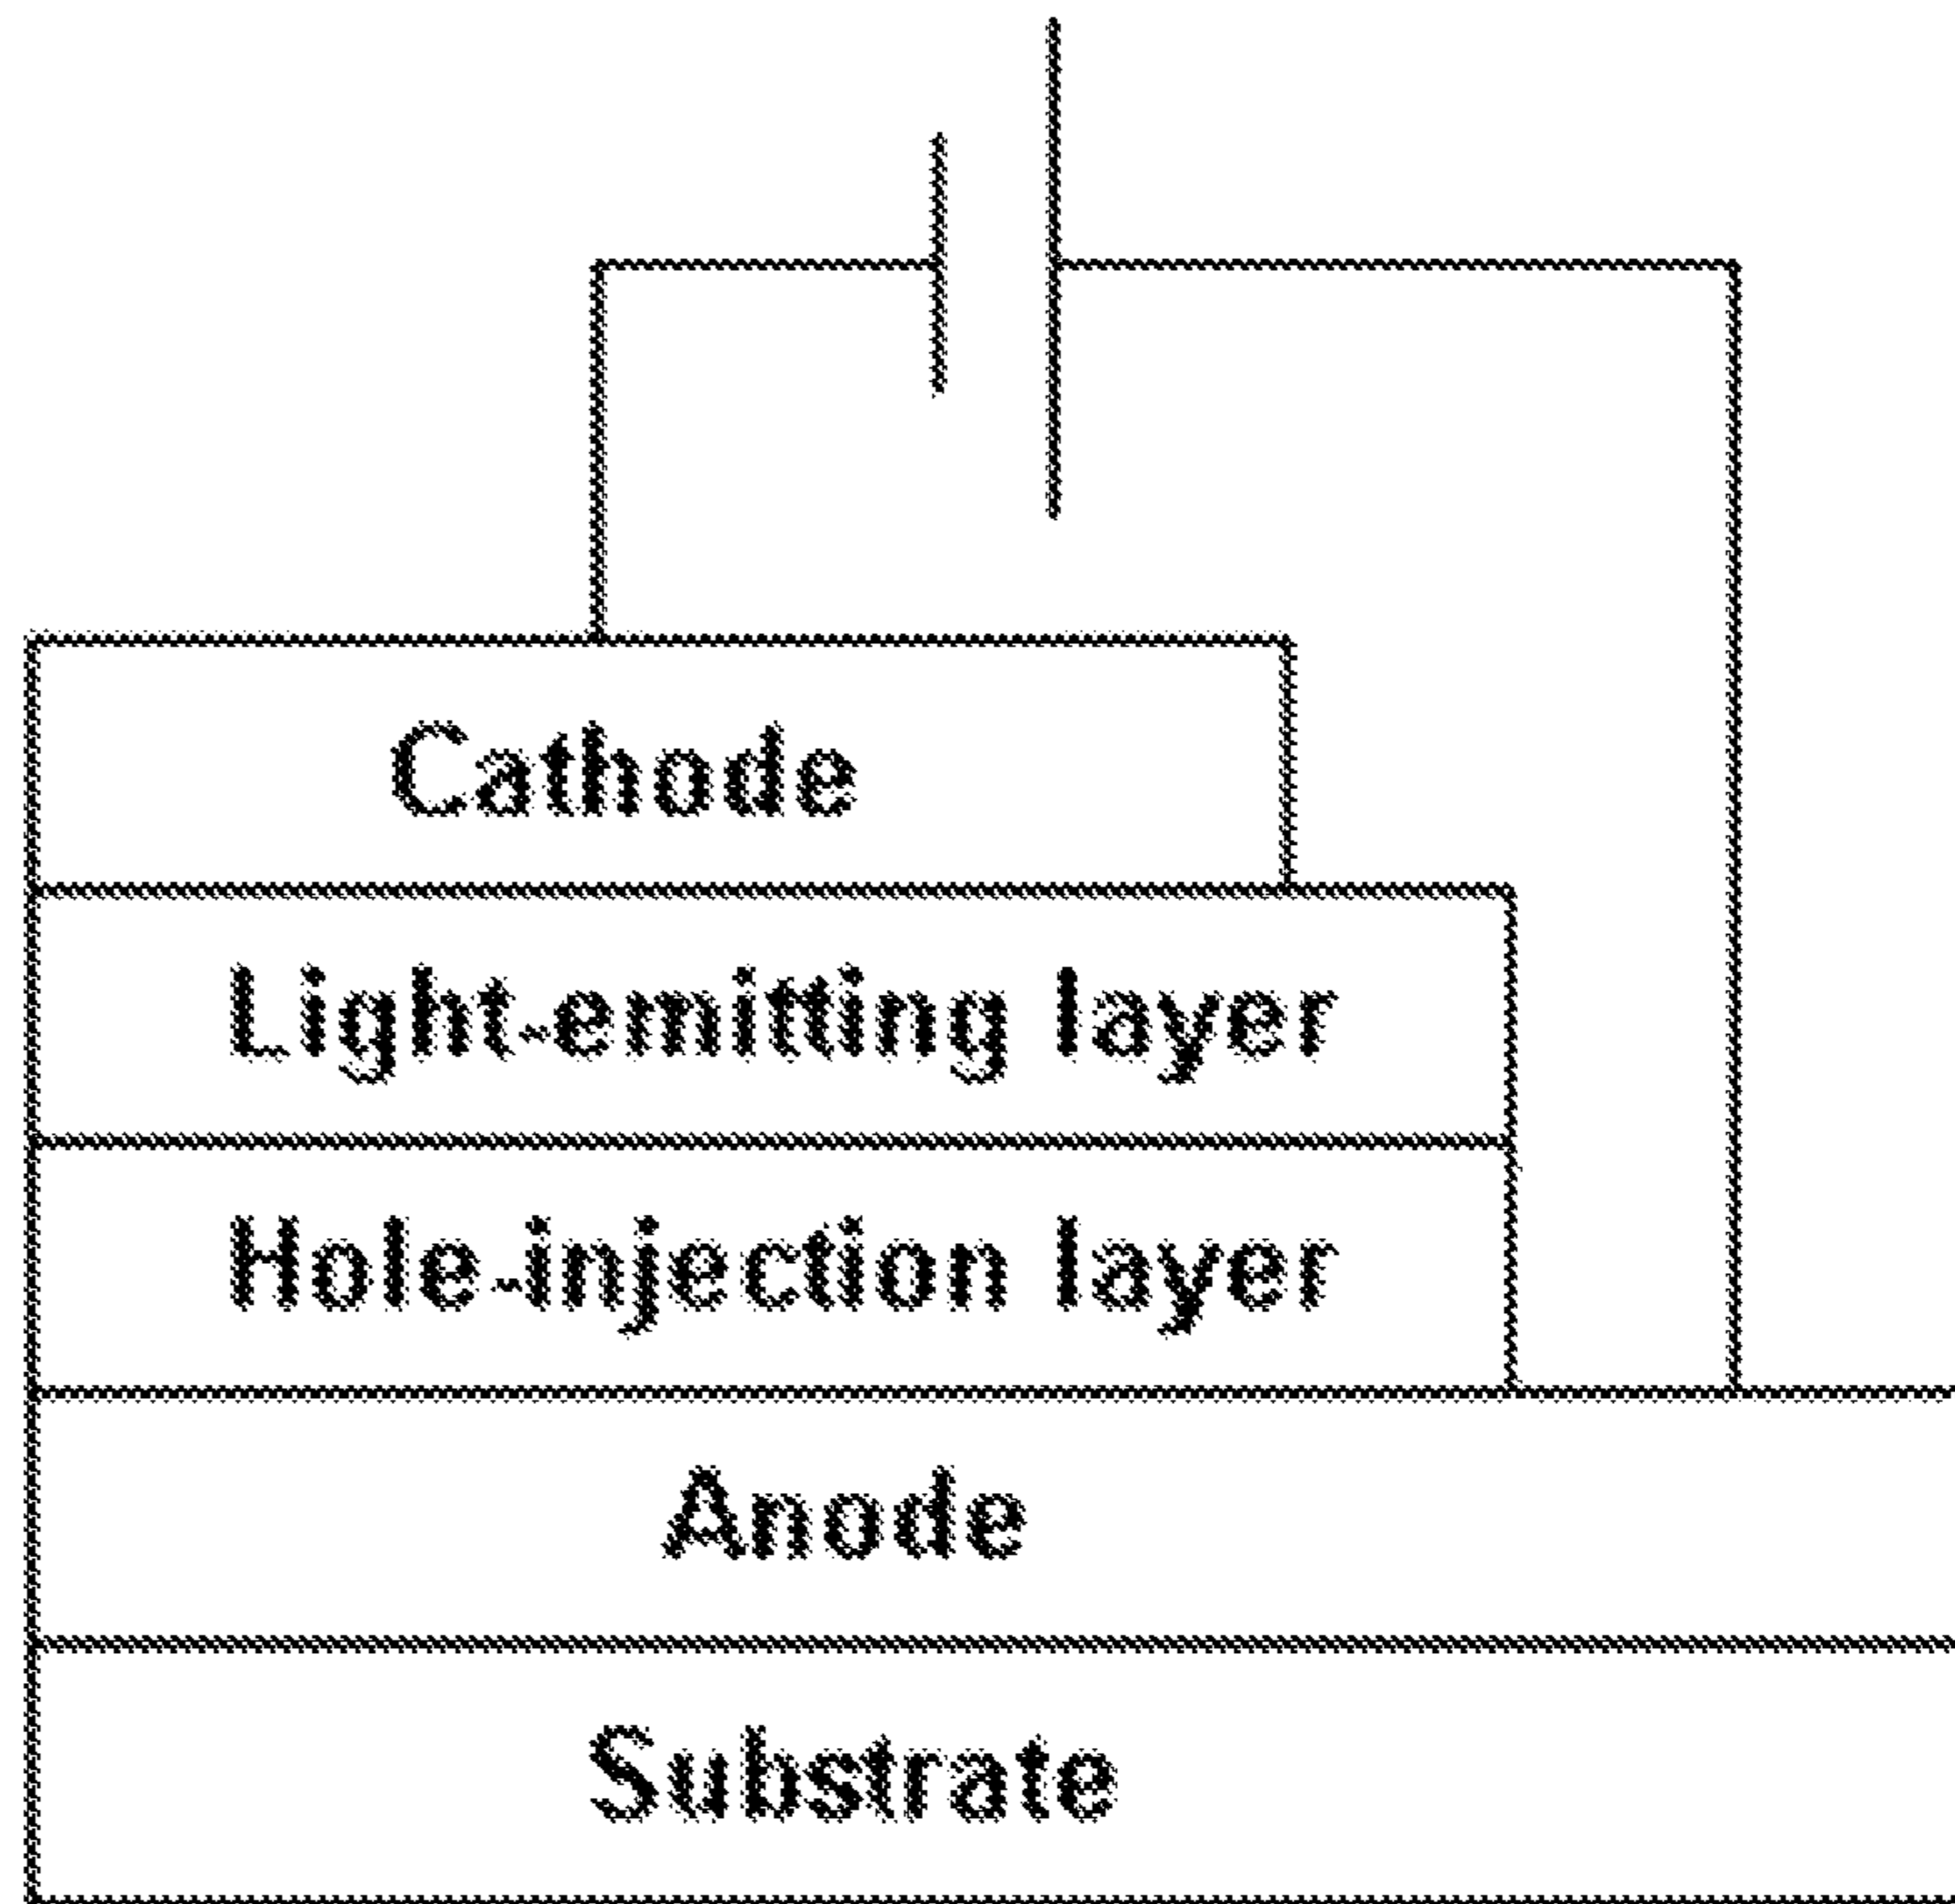 Cathode
Light-emitting layer
Hole-injection layer
Anode
Substrate